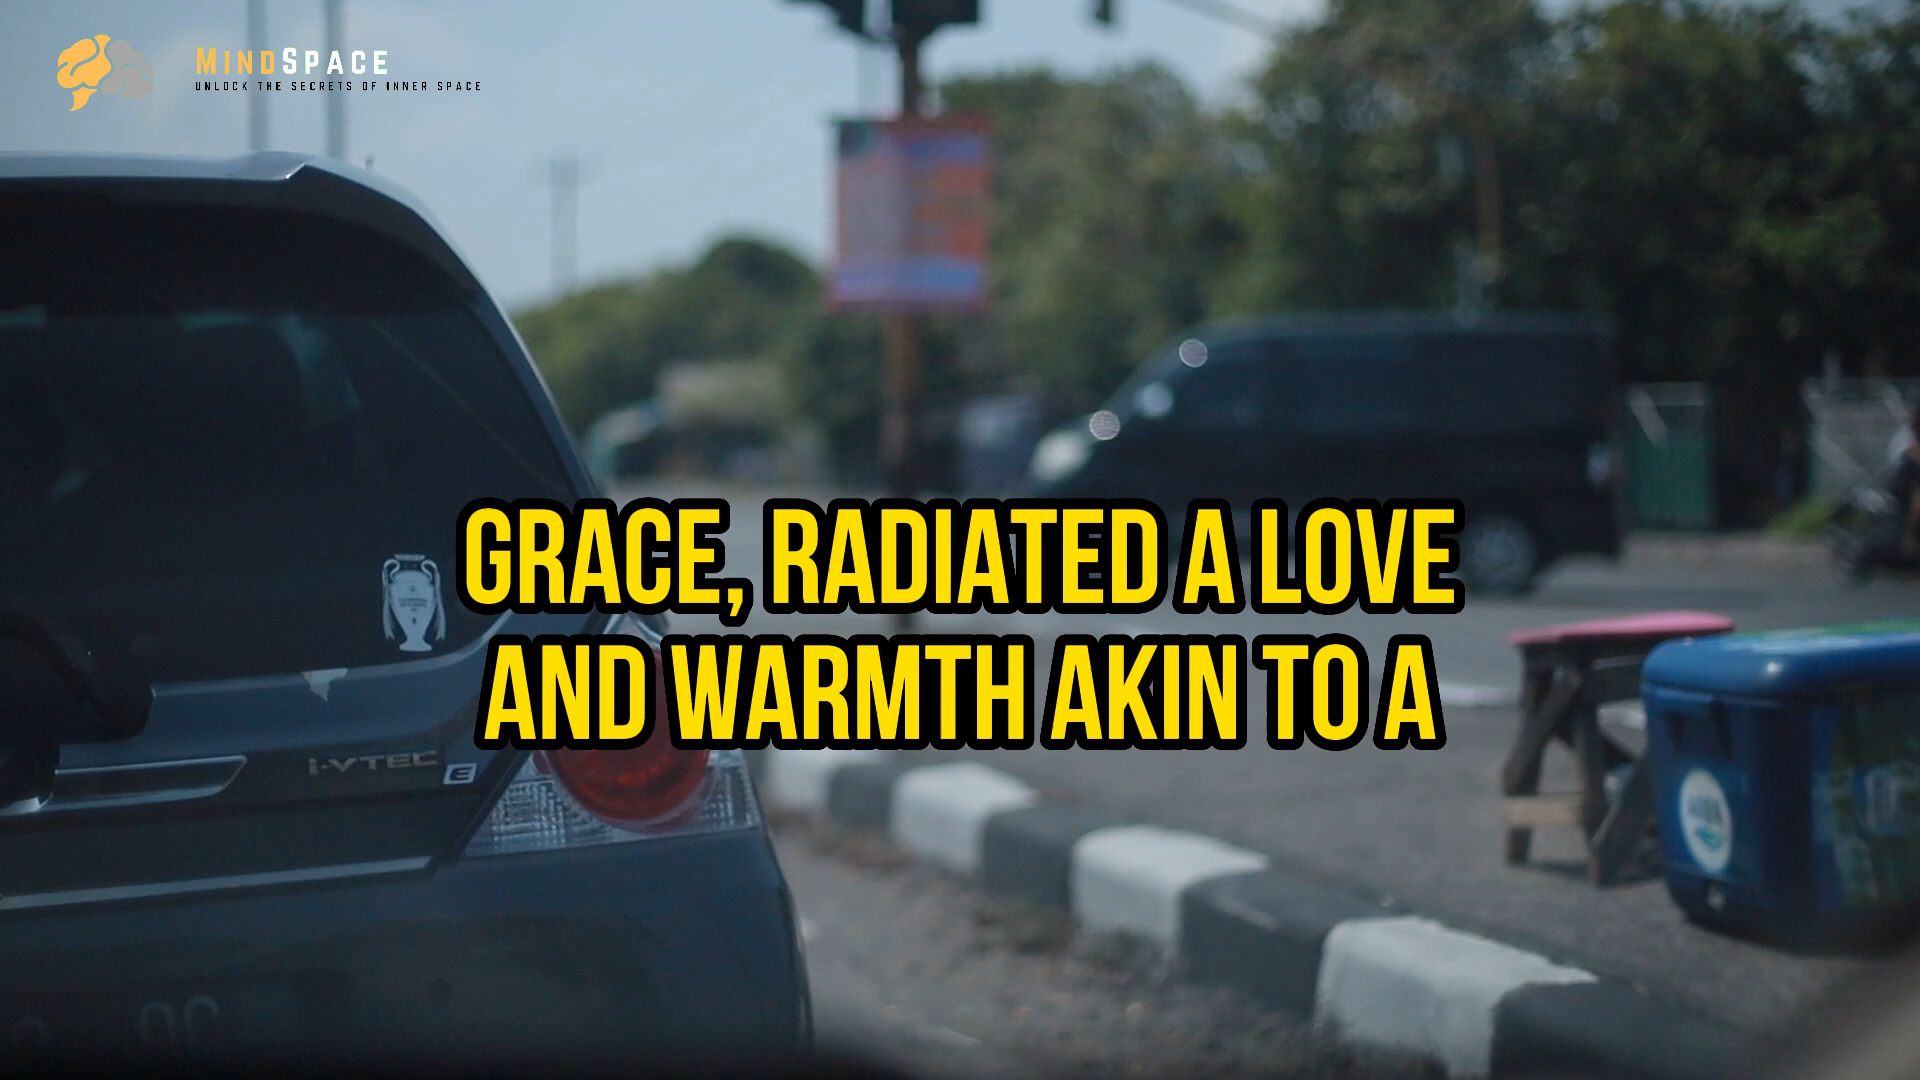 MINDSPACE
UNLOCK THE SECRETS OF INNER SPACE
GRACE, RADIATED A LOVE
AND WARMTH AKIN TO A
i-VTEC E